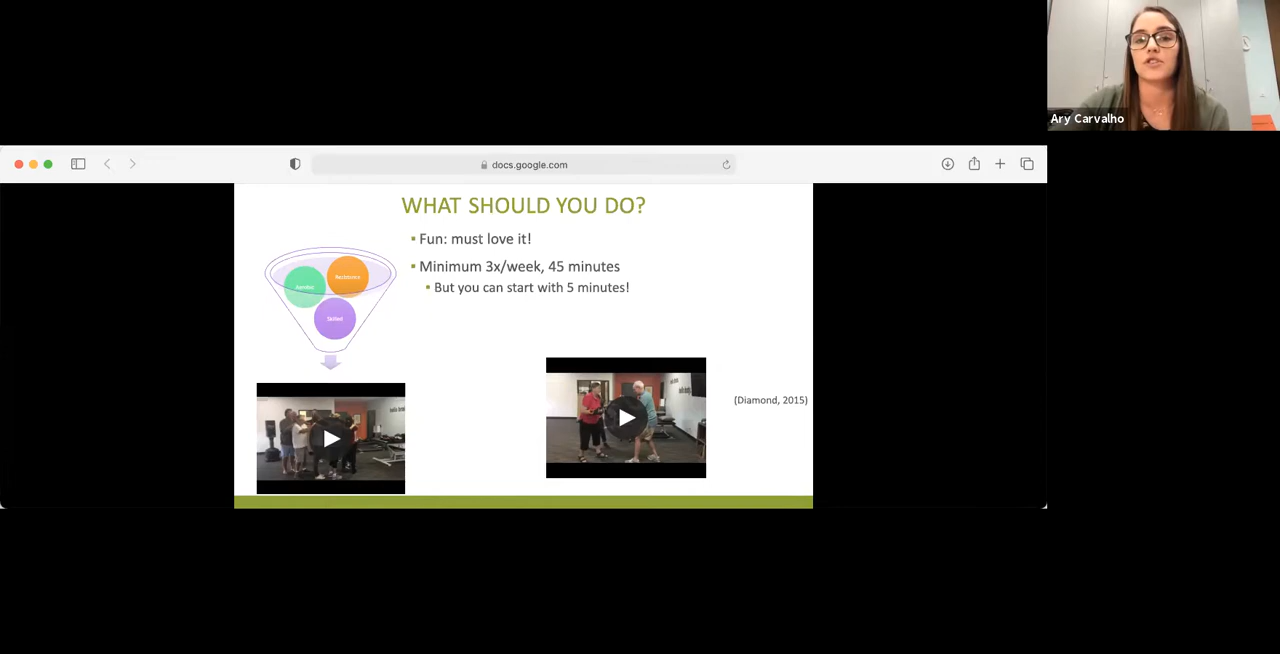 Ary Carvalho
docs.google.com
WHAT SHOULD YOU DO?
Fun: must love it!
Minimum 3x/week, 45 minutes
But you can start with 5 minutes!
Skilled
(Diamond, 2015)